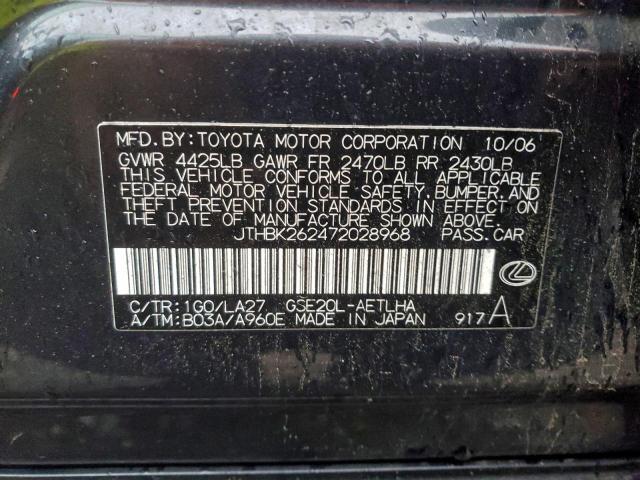 MFD. BY: TOYOTA MOTOR CORPORATION 10/06
GVWR 4425LB GAWR FR 2470LB RR 2430LB
THIS VEHICLE CONFORMS TO ALL APPLICABLE
FEDERAL MOTOR VEHICLE SAFETY, BUMPER, AND
THEFT PREVENTION STANDARDS IN EFFECT ON
THE DATE OF MANUFACTURE SHOWN ABOVE.
JTHBK262472028968 PASS. CAR
C/TR: 1G0/LA27 GSE20L-AETLHA
A/TM: B03A/A960E MADE IN JAPAN 917 A